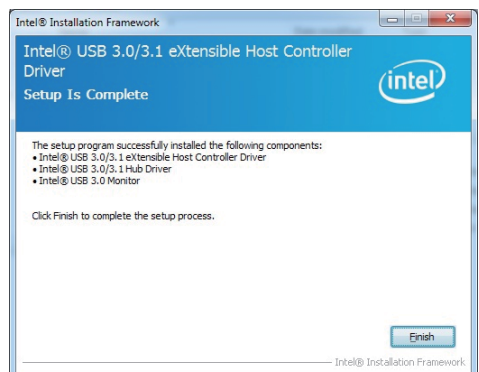 Intel® Installation Framework
Intel® USB 3.0/3.1 eXtensible Host Controller
Driver
Setup Is Complete
intel®
The setup program successfully installed the following components:
• Intel® USB 3.0/3.1 eXtensible Host Controller Driver
• Intel® USB 3.0/3.1 Hub Driver
• Intel® USB 3.0 Monitor
Click Finish to complete the setup process.
Finish
Intel® Installation Framework